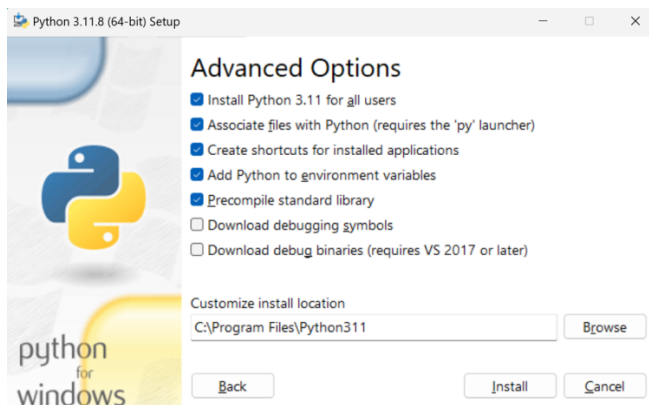 Python 3.11.8 (64-bit) Setup
Advanced Options
Install Python 3.11 for all users
Associate files with Python (requires the 'py' launcher)
Create shortcuts for installed applications
Add Python to environment variables
Precompile standard library
Download debugging symbols
Download debug binaries (requires VS 2017 or later)
Customize install location
C:\Program Files\Python311
Browse
python
for
windows
Back
Install
Cancel